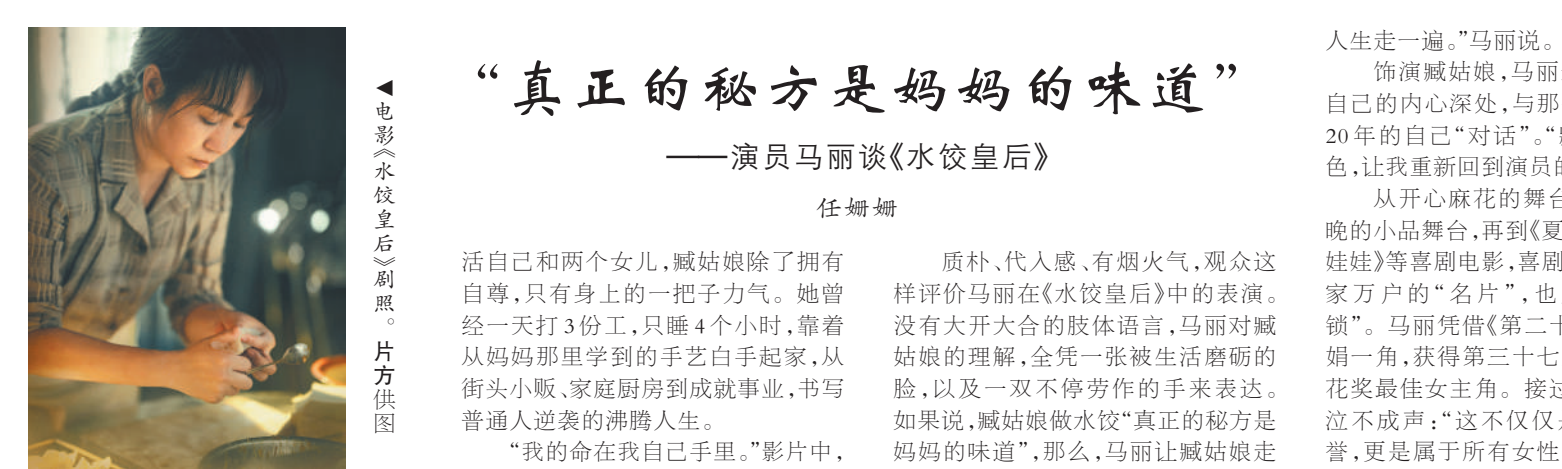 ◀电影《水饺皇后》剧照。片方供图
“真正的秘方是妈妈的味道”
——演员马丽谈《水饺皇后》
任姗姗
活自己和两个女儿，臧姑娘除了拥有
自尊，只有身上的一把子力气。她曾
经一天打3份工，只睡4个小时，靠着
从妈妈那里学到的手艺白手起家，从
街头小贩、家庭厨房到成就事业，书写
普通人逆袭的沸腾人生。
“我的命在我自己手里。”影片中，
质朴、代入感、有烟火气，观众这
样评价马丽在《水饺皇后》中的表演。
没有大开大合的肢体语言，马丽对臧
姑娘的理解，全凭一张被生活磨砺的
脸，以及一双不停劳作的手来表达。
如果说，臧姑娘做水饺“真正的秘方是
妈妈的味道”，那么，马丽让臧姑娘走
人生走一遍。”马丽说。
饰演臧姑娘，马丽
自己的内心深处，与那
20年的自己“对话”。“
色，让我重新回到演员的
从开心麻花的舞台
晚的小品舞台，再到《夏
娃娃》等喜剧电影，喜剧
家万户的“名片”，也
锁”。马丽凭借《第二十
娟一角，获得第三十七
花奖最佳女主角。接过
泣不成声：“这不仅仅
誉，更是属于所有女性